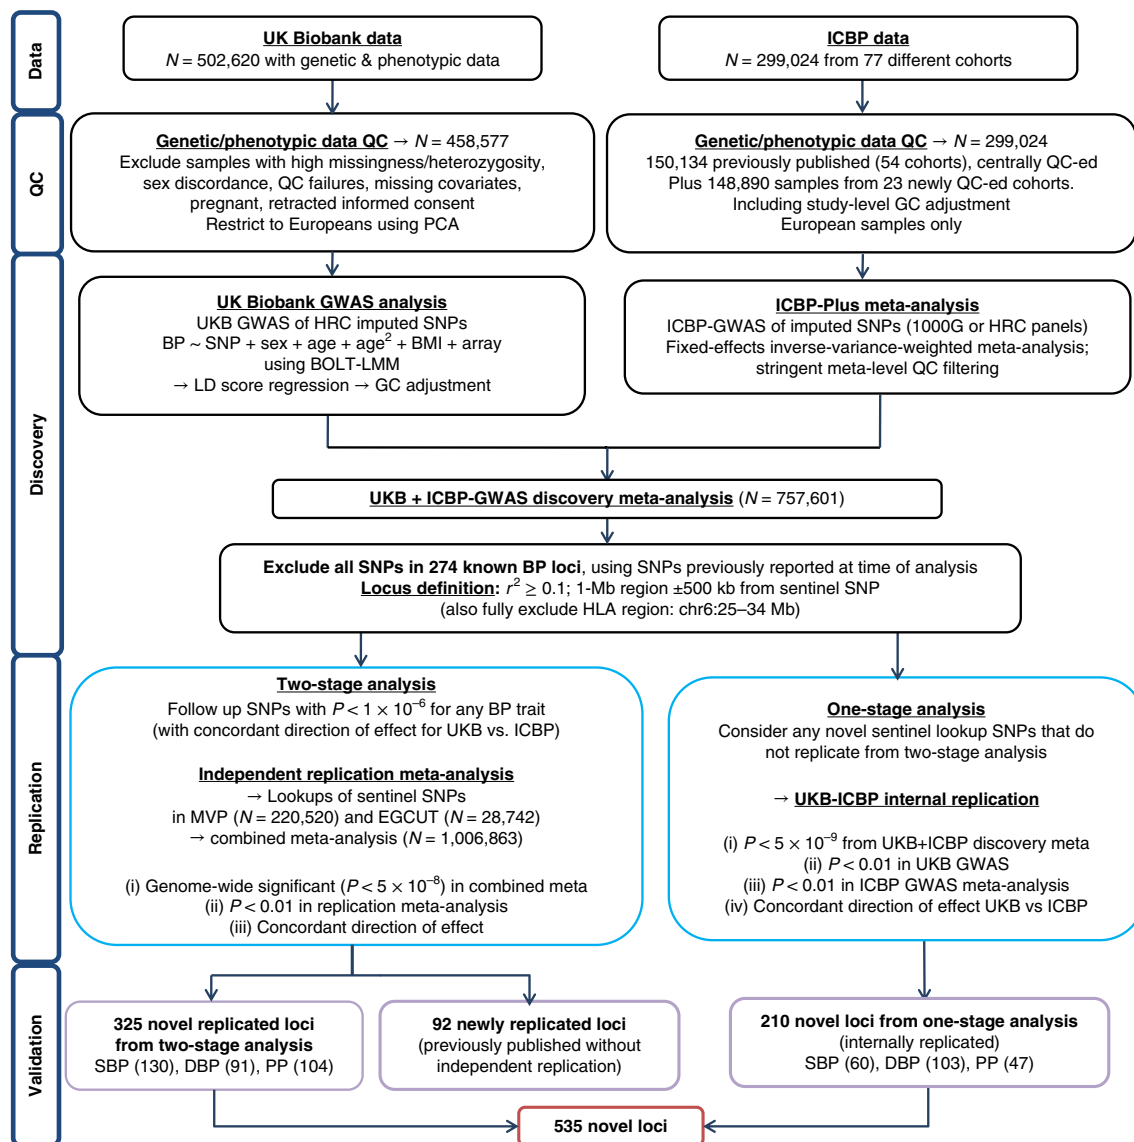 Data
UK Biobank data
N = 502,620 with genetic & phenotypic data
ICBP data
N = 299,024 from 77 different cohorts
QC
Genetic/phenotypic data QC → N = 458,577
Exclude samples with high missingness/heterozygosity,
sex discordance, QC failures, missing covariates,
pregnant, retracted informed consent
Restrict to Europeans using PCA
Genetic/phenotypic data QC → N = 299,024
150,134 previously published (54 cohorts), centrally QC-ed
Plus 148,890 samples from 23 newly QC-ed cohorts.
Including study-level GC adjustment
European samples only
Discovery
UK Biobank GWAS analysis
UKB GWAS of HRC imputed SNPs
BP ~ SNP + sex + age + age² + BMI + array
using BOLT-LMM
→ LD score regression → GC adjustment
ICBP-Plus meta-analysis
ICBP-GWAS of imputed SNPs (1000G or HRC panels)
Fixed-effects inverse-variance-weighted meta-analysis;
stringent meta-level QC filtering
UKB + ICBP-GWAS discovery meta-analysis (N = 757,601)
Exclude all SNPs in 274 known BP loci, using SNPs previously reported at time of analysis
Locus definition: r² ≥ 0.1; 1-Mb region ±500 kb from sentinel SNP
(also fully exclude HLA region: chr6:25–34 Mb)
Replication
Two-stage analysis
Follow up SNPs with P < 1 × 10⁻⁶ for any BP trait
(with concordant direction of effect for UKB vs. ICBP)
Independent replication meta-analysis
→ Lookups of sentinel SNPs
in MVP (N = 220,520) and EGCUT (N = 28,742)
→ combined meta-analysis (N = 1,006,863)
(i) Genome-wide significant (P < 5 × 10⁻⁸) in combined meta
(ii) P < 0.01 in replication meta-analysis
(iii) Concordant direction of effect
One-stage analysis
Consider any novel sentinel lookup SNPs that do
not replicate from two-stage analysis
→ UKB-ICBP internal replication
(i) P < 5 × 10⁻⁹ from UKB+ICBP discovery meta
(ii) P < 0.01 in UKB GWAS
(iii) P < 0.01 in ICBP GWAS meta-analysis
(iv) Concordant direction of effect UKB vs ICBP
Validation
325 novel replicated loci
from two-stage analysis
SBP (130), DBP (91), PP (104)
92 newly replicated loci
(previously published without
independent replication)
210 novel loci from one-stage analysis
(internally replicated)
SBP (60), DBP (103), PP (47)
535 novel loci